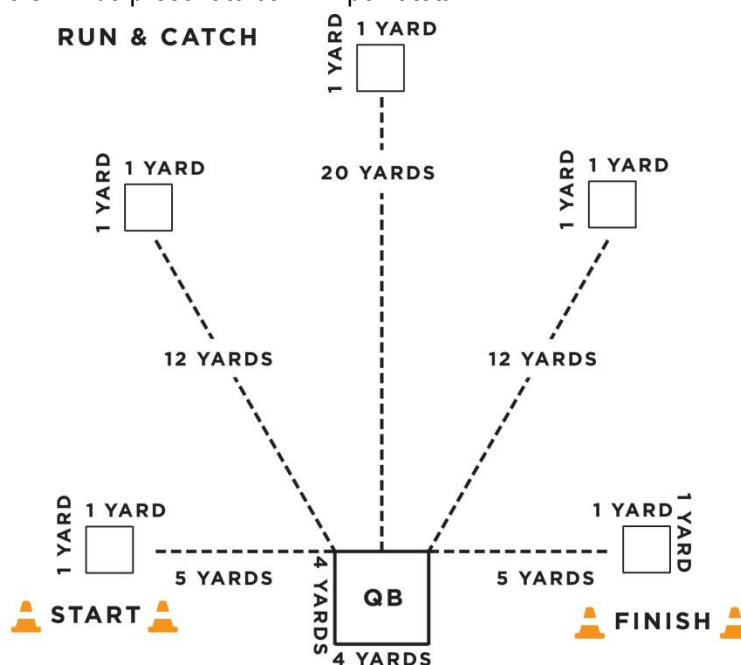 RUN & CATCH
1 YARD
1 YARD
20 YARDS
1 YARD
1 YARD
1 YARD
1 YARD
12 YARDS
12 YARDS
1 YARD
1 YARD
1 YARD
1 YARD
5 YARDS
5 YARDS
4 YARDS
QB
START
FINISH
4 YARDS